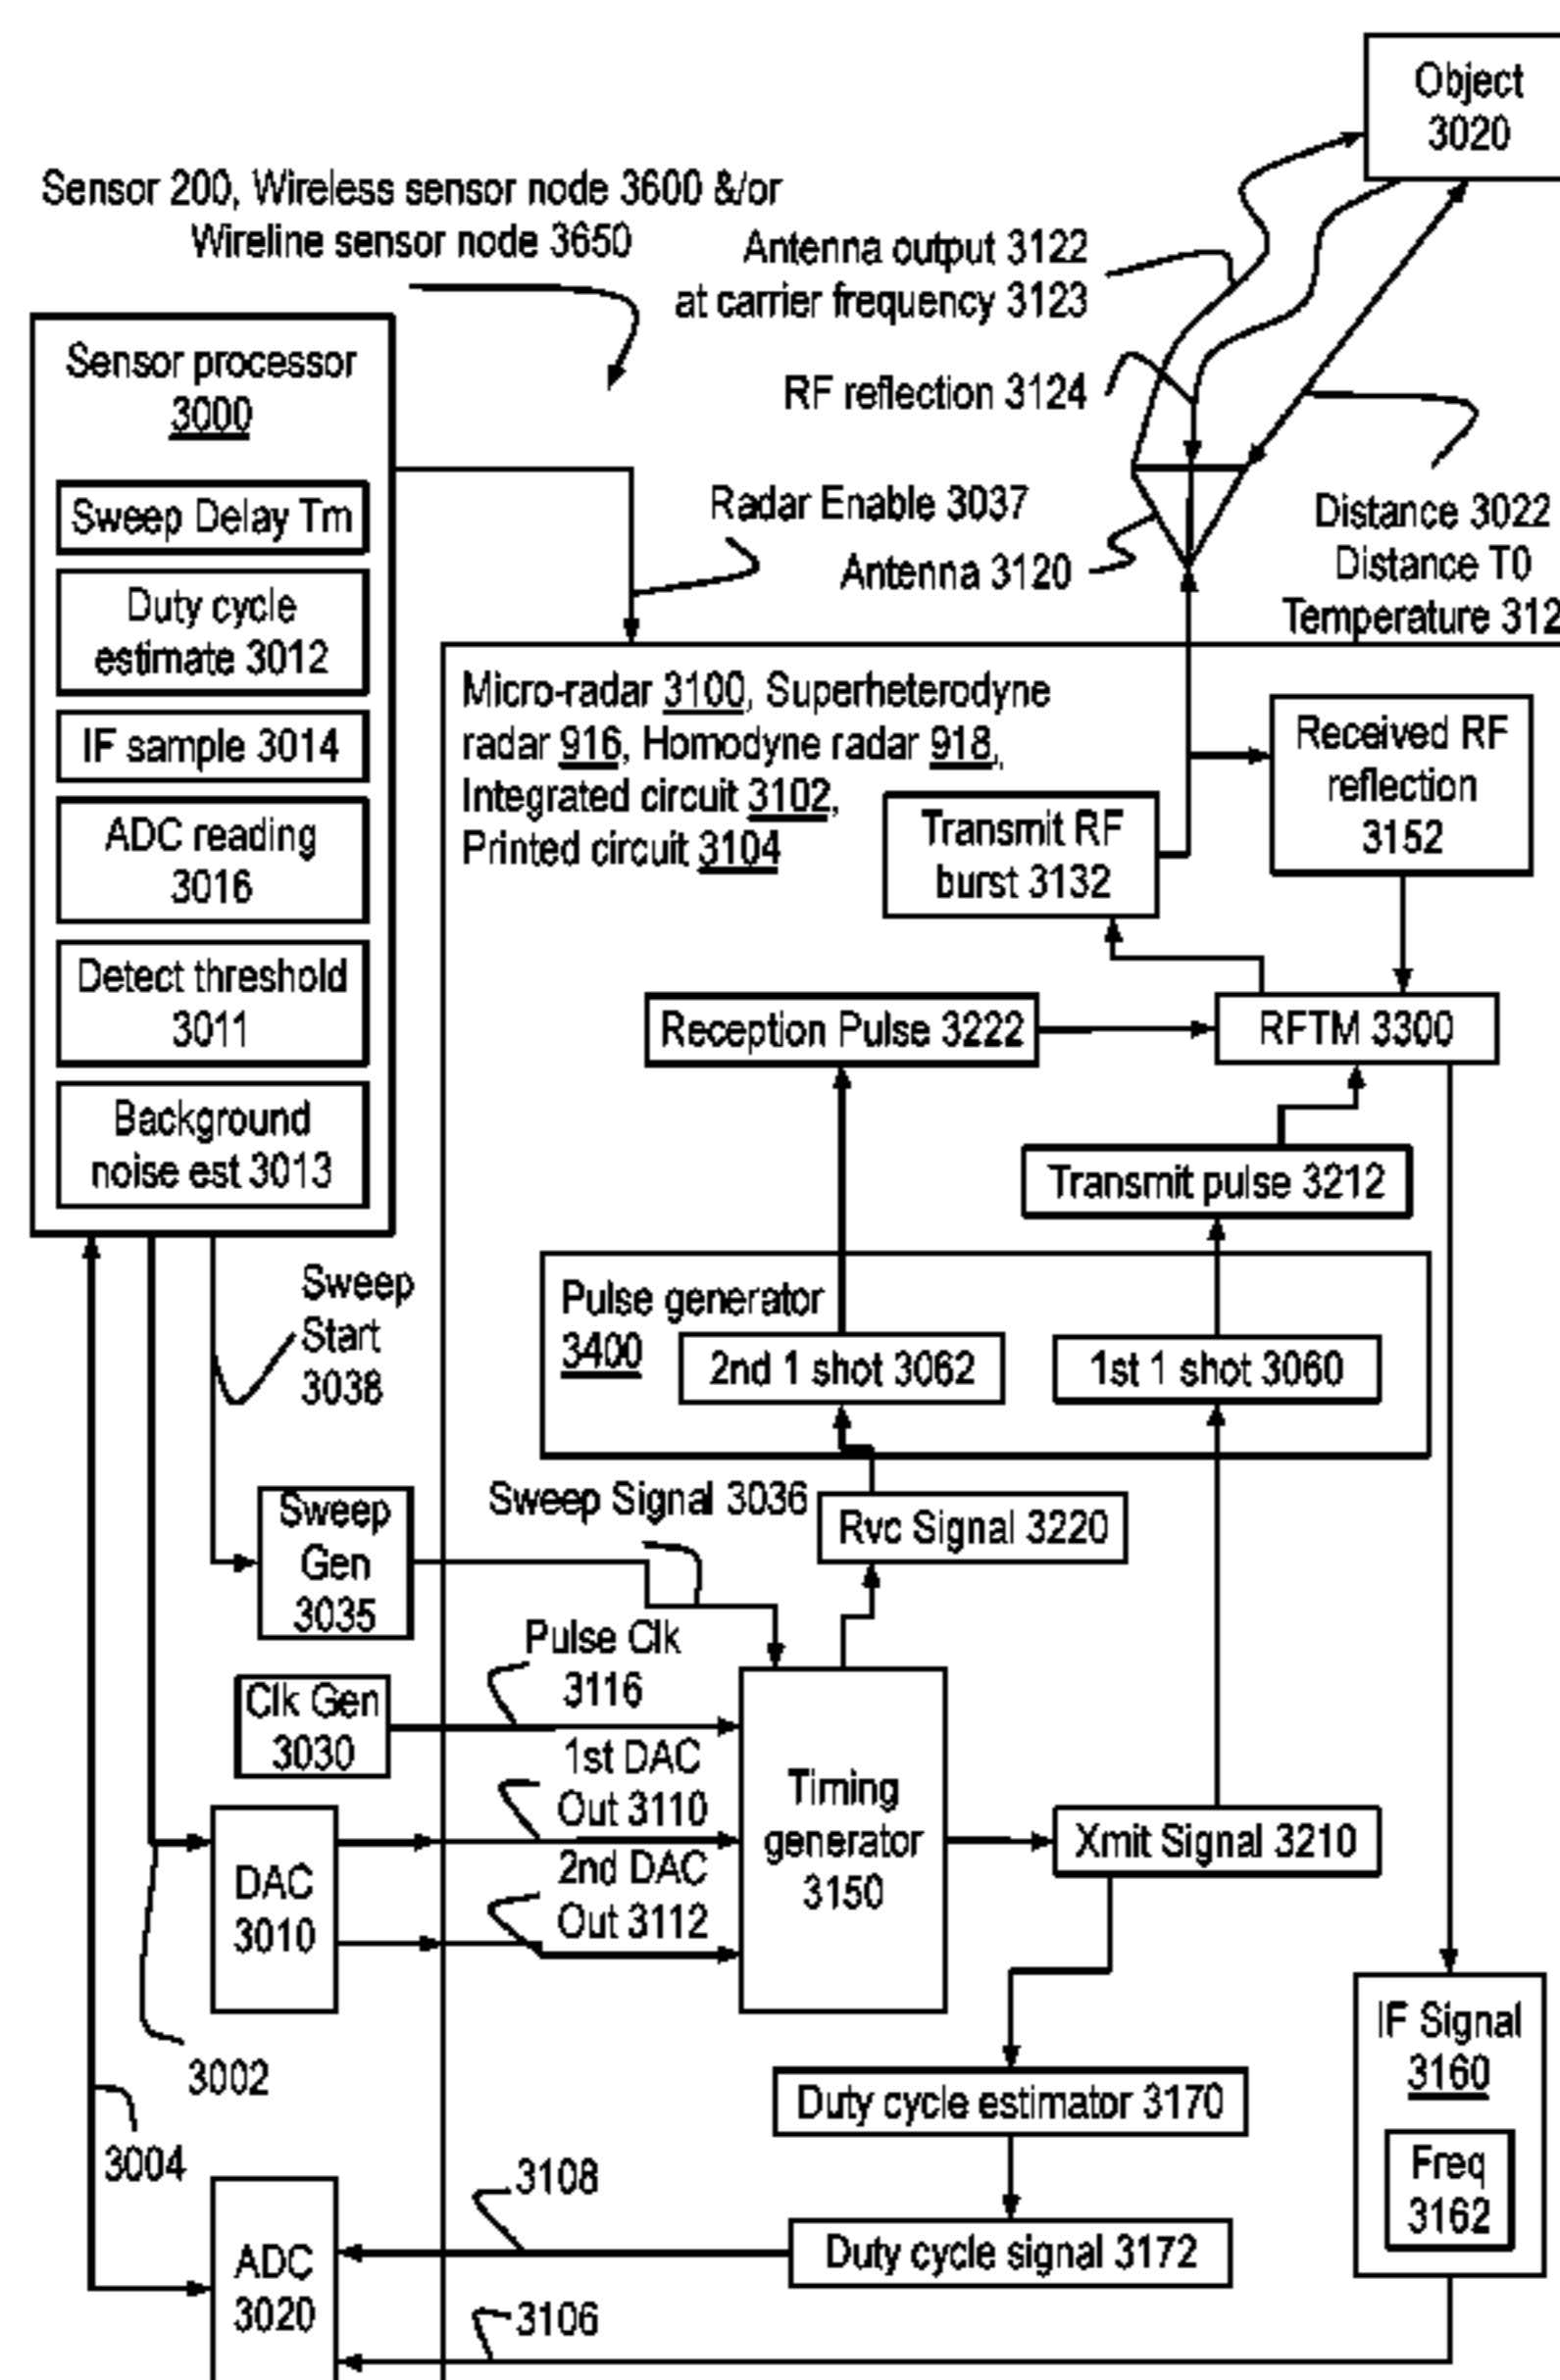 Object
3020
Sensor 200, Wireless sensor node 3600 &/or
Wireline sensor node 3650
Antenna output 3122
at carrier frequency 3123
RF reflection 3124
Sensor processor
3000
Sweep Delay Tm
Duty cycle
estimate 3012
IF sample 3014
ADC reading
3016
Detect threshold
3011
Background
noise est 3013
Radar Enable 3037
Antenna 3120
Distance 3022
Distance T0
Temperature 312
Micro-radar 3100, Superheterodyne
radar 916, Homodyne radar 918,
Integrated circuit 3102,
Printed circuit 3104
Received RF
reflection
3152
Transmit RF
burst 3132
Reception Pulse 3222
RFTM 3300
Transmit pulse 3212
Pulse generator
3400
2nd 1 shot 3062
1st 1 shot 3060
Sweep
Start
3038
Sweep Signal 3036
Rvc Signal 3220
Sweep
Gen
3035
Pulse Clk
3116
Clk Gen
3030
1st DAC
Out 3110
2nd DAC
Out 3112
Timing
generator
3150
Xmit Signal 3210
DAC
3010
3002
3004
IF Signal
3160
Freq
3162
Duty cycle estimator 3170
3108
Duty cycle signal 3172
ADC
3020
3106